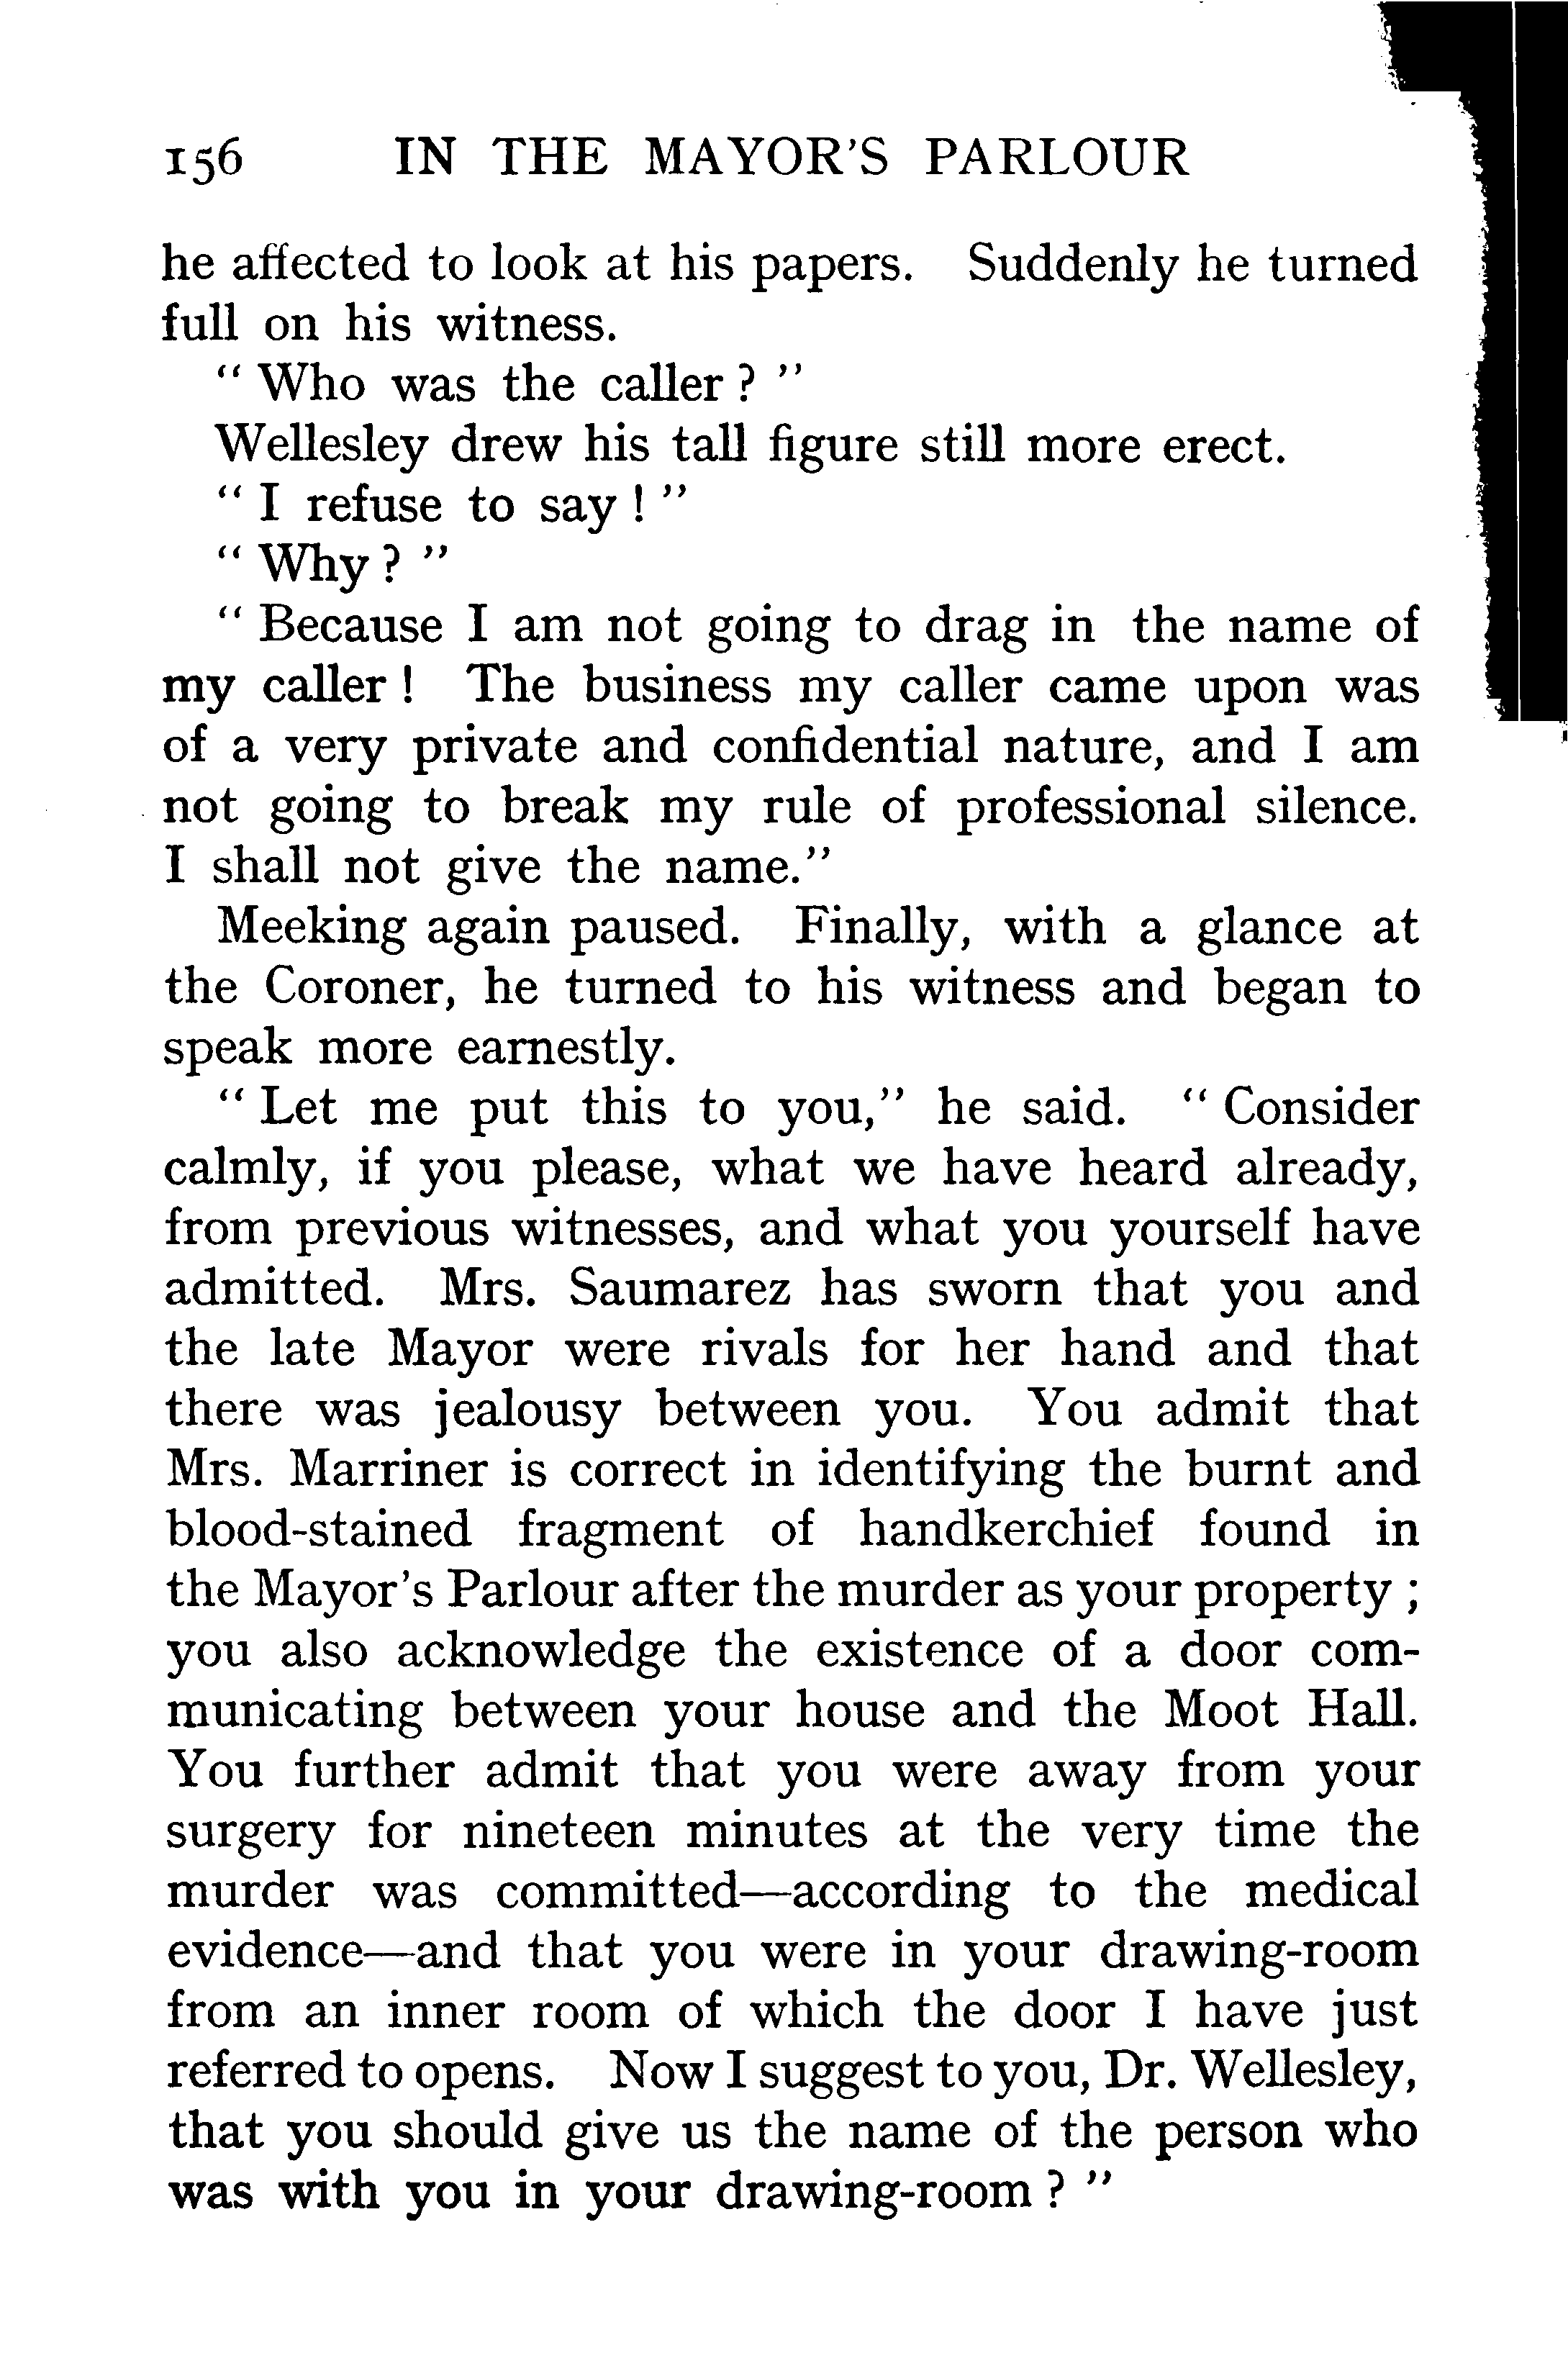 156 IN THE MAYOR'S PARLOUR
he affected to look at his papers. Suddenly he turned
full on his witness.
" Who was the caller ? "
Wellesley drew his tall figure still more erect.
" I refuse to say ! "
" Why ? "
" Because I am not going to drag in the name of
my caller ! The business my caller came upon was
of a very private and confidential nature, and I am
not going to break my rule of professional silence.
I shall not give the name."
Meeking again paused. Finally, with a glance at
the Coroner, he turned to his witness and began to
speak more earnestly.
" Let me put this to you," he said. " Consider
calmly, if you please, what we have heard already,
from previous witnesses, and what you yourself have
admitted. Mrs. Saumarez has sworn that you and
the late Mayor were rivals for her hand and that
there was jealousy between you. You admit that
Mrs. Marriner is correct in identifying the burnt and
blood-stained fragment of handkerchief found in
the Mayor's Parlour after the murder as your property ;
you also acknowledge the existence of a door com-
municating between your house and the Moot Hall.
You further admit that you were away from your
surgery for nineteen minutes at the very time the
murder was committed—according to the medical
evidence—and that you were in your drawing-room
from an inner room of which the door I have just
referred to opens. Now I suggest to you, Dr. Wellesley,
that you should give us the name of the person who
was with you in your drawing-room ? "